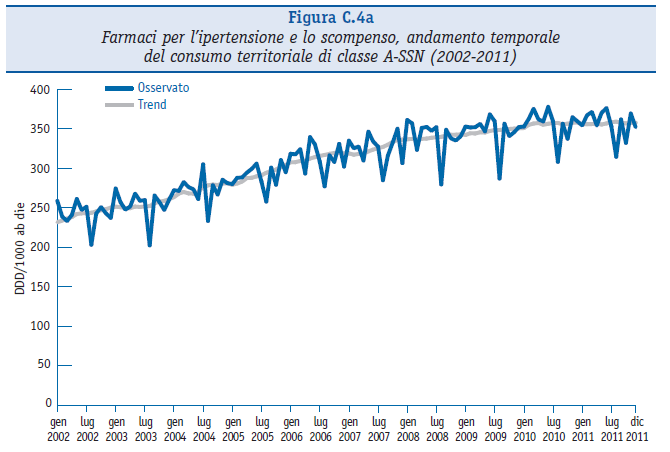 Figura C.4a
Farmaci per l’ipertensione e lo scompenso, andamento temporale
del consumo territoriale di classe A-SSN (2002-2011)
Osservato
Trend
DDD/1000 ab die
400
350
300
250
200
150
100
50
0
gen lug gen lug gen lug gen lug gen lug gen lug gen lug gen lug gen lug gen lug dic
2002 2002 2003 2003 2004 2004 2005 2005 2006 2006 2007 2007 2008 2008 2009 2009 2010 2010 2011 2011 2011